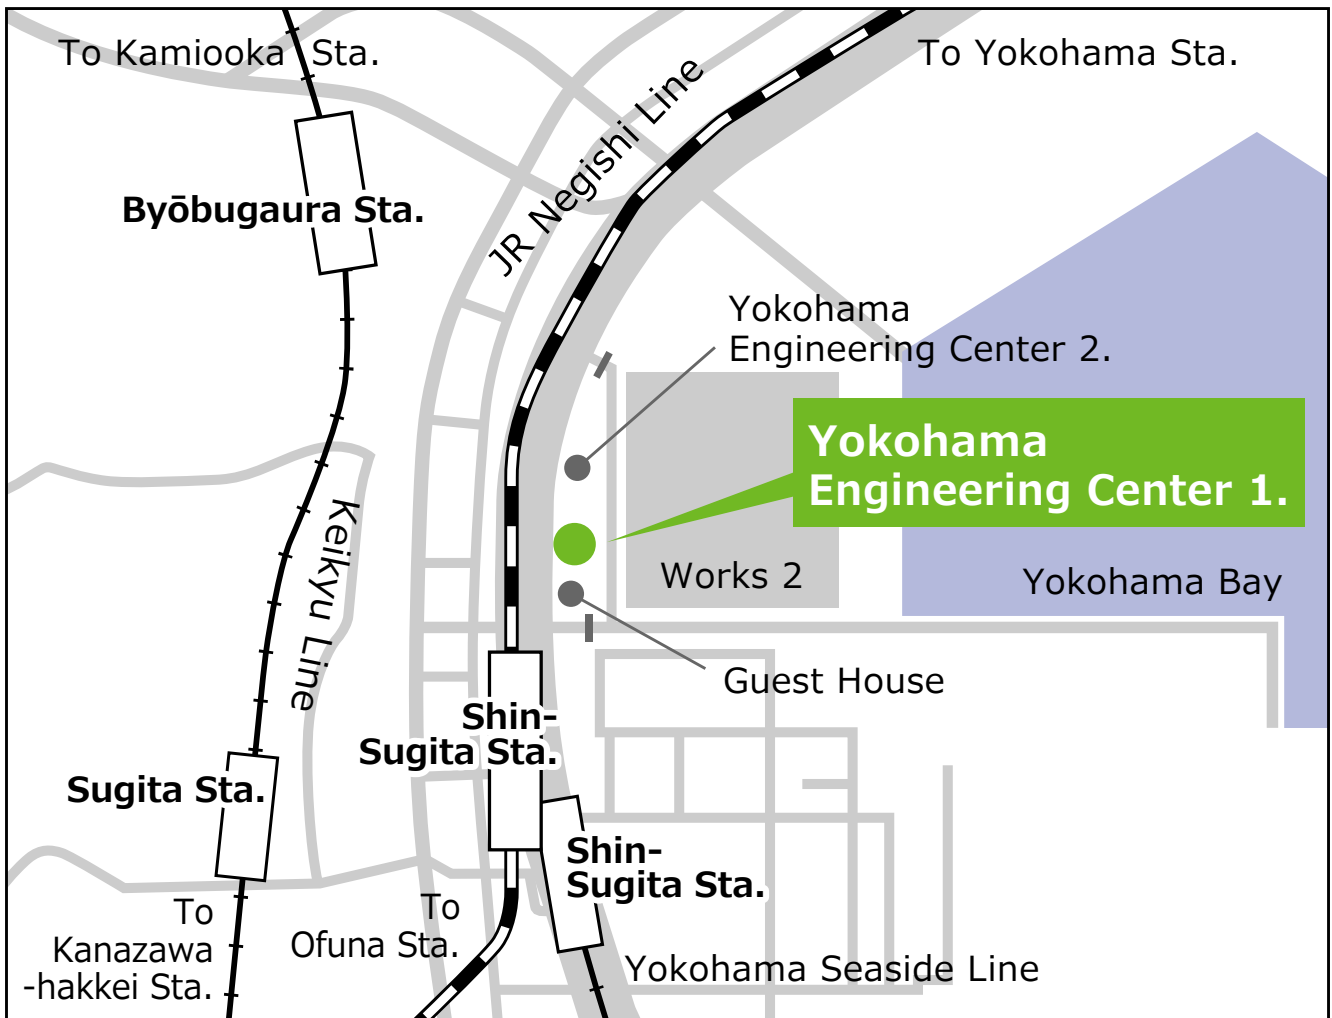 To Kamiooka Sta.
To Yokohama Sta.
JR Negishi Line
Byōbugaura Sta.
Yokohama
Engineering Center 2.
Yokohama
Engineering Center 1.
Works 2
Yokohama Bay
Keikyu Line
Guest House
Shin-
Sugita Sta.
Sugita Sta.
Shin-
Sugita Sta.
To
Ofuna Sta.
To
Kanazawa
-hakkei Sta.
Yokohama Seaside Line